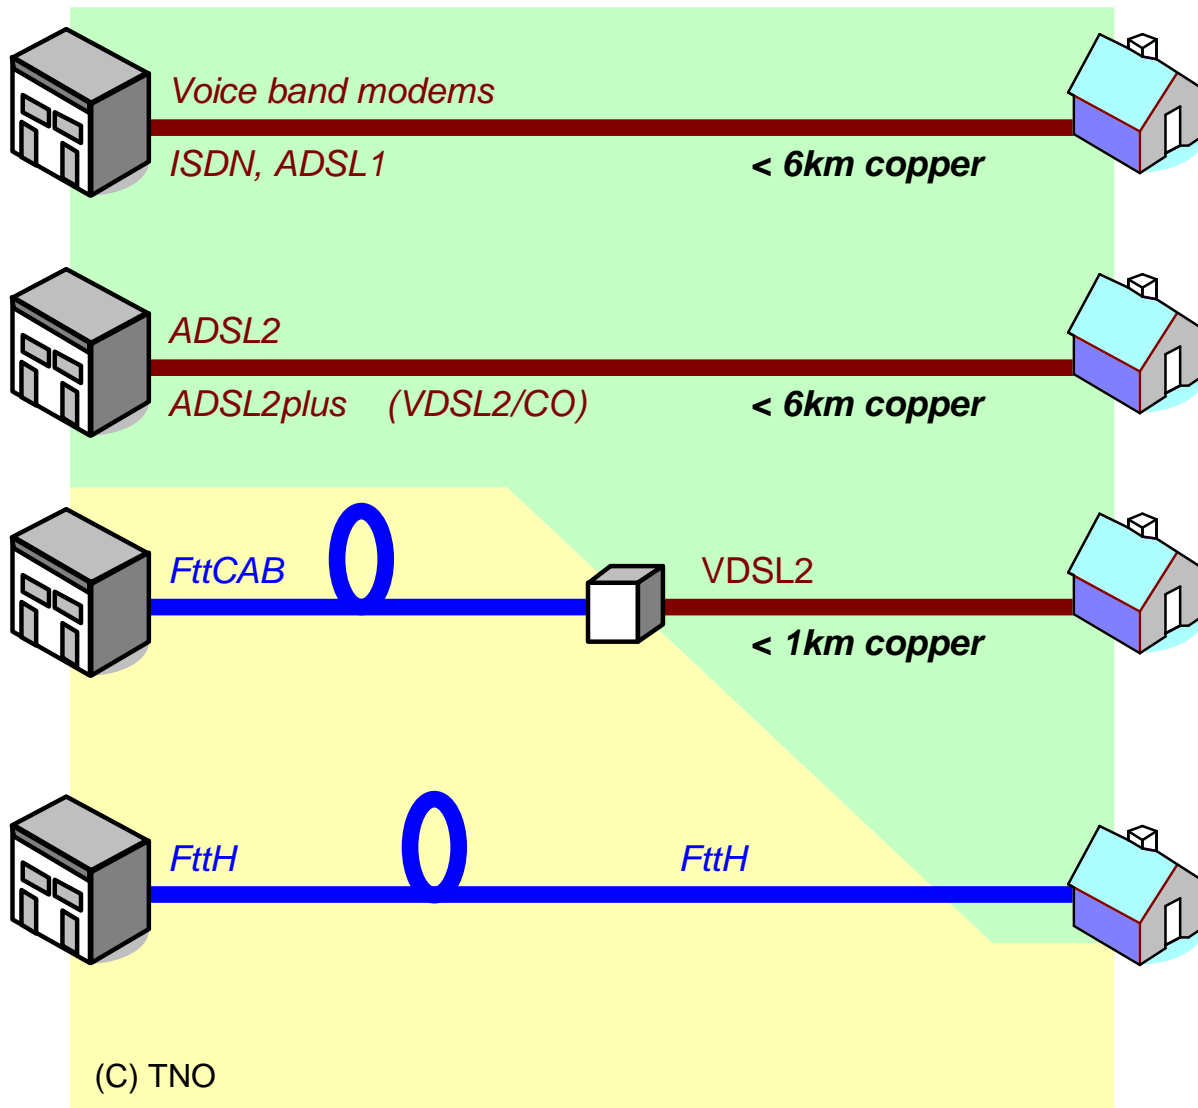 Voice band modems
ISDN, ADSL1 < 6km copper
ADSL2
ADSL2plus (VDSL2/CO) < 6km copper
FttCAB VDSL2
< 1km copper
FttH FttH
(C) TNO